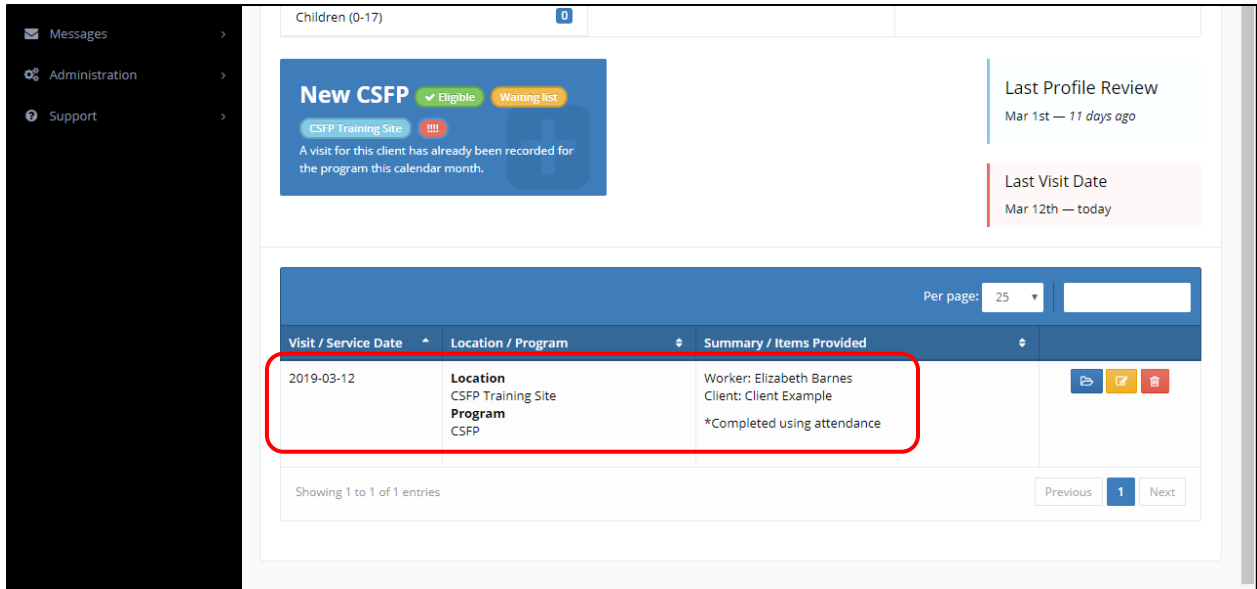 Messages
Administration
Support
Children (0-17) 0
New CSFP Eligible Waiting list
CSFP Training Site !!!!
A visit for this client has already been recorded for
the program this calendar month.
Last Profile Review
Mar 1st — 11 days ago
Last Visit Date
Mar 12th — today
Per page: 25
Visit / Service Date Location / Program Summary / Items Provided
2019-03-12
Location
CSFP Training Site
Program
CSFP
Worker: Elizabeth Barnes
Client: Client Example
*Completed using attendance
Showing 1 to 1 of 1 entries
Previous 1 Next